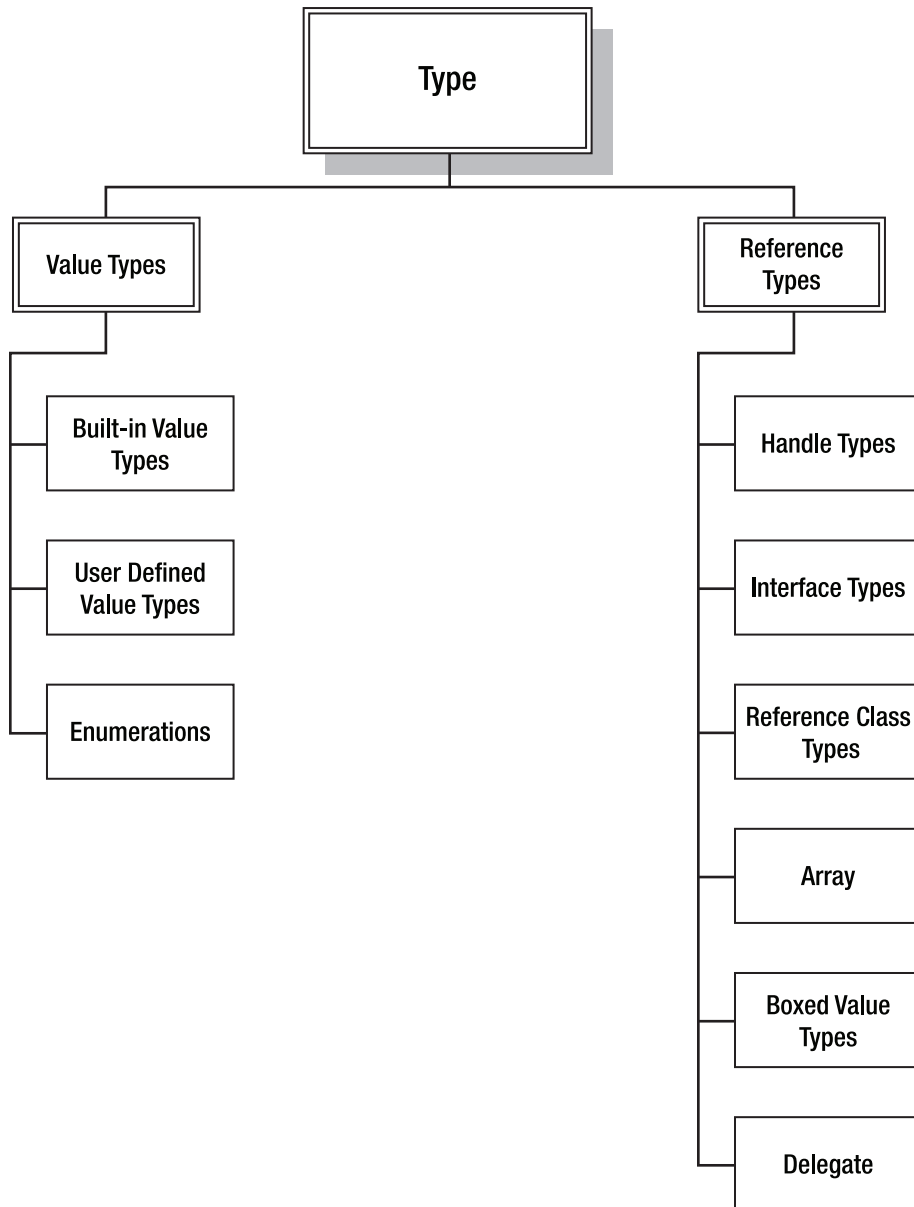 Type
Value Types
Reference
Types
Built-in Value
Types
User Defined
Value Types
Enumerations
Handle Types
Interface Types
Reference Class
Types
Array
Boxed Value
Types
Delegate